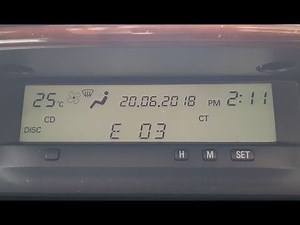 25°C 20.06.2018 PM 2:11
CD CT
DISC E 03
H M SET